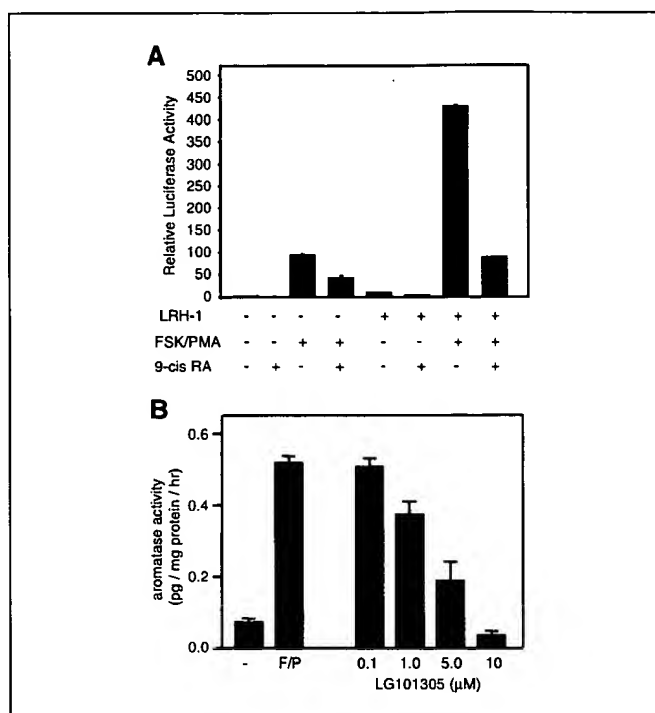 A
Relative Luciferase Activity
500
450
400
350
300
250
200
150
100
50
0
LRH-1 - - - - + + + +
FSK/PMA - - + + - - + +
9-cis RA - + - + - + - +
B
aromatase activity
(pg / mg protein / hr)
0.6
0.4
0.2
0.0
- F/P 0.1 1.0 5.0 10
LG101305 (μM)